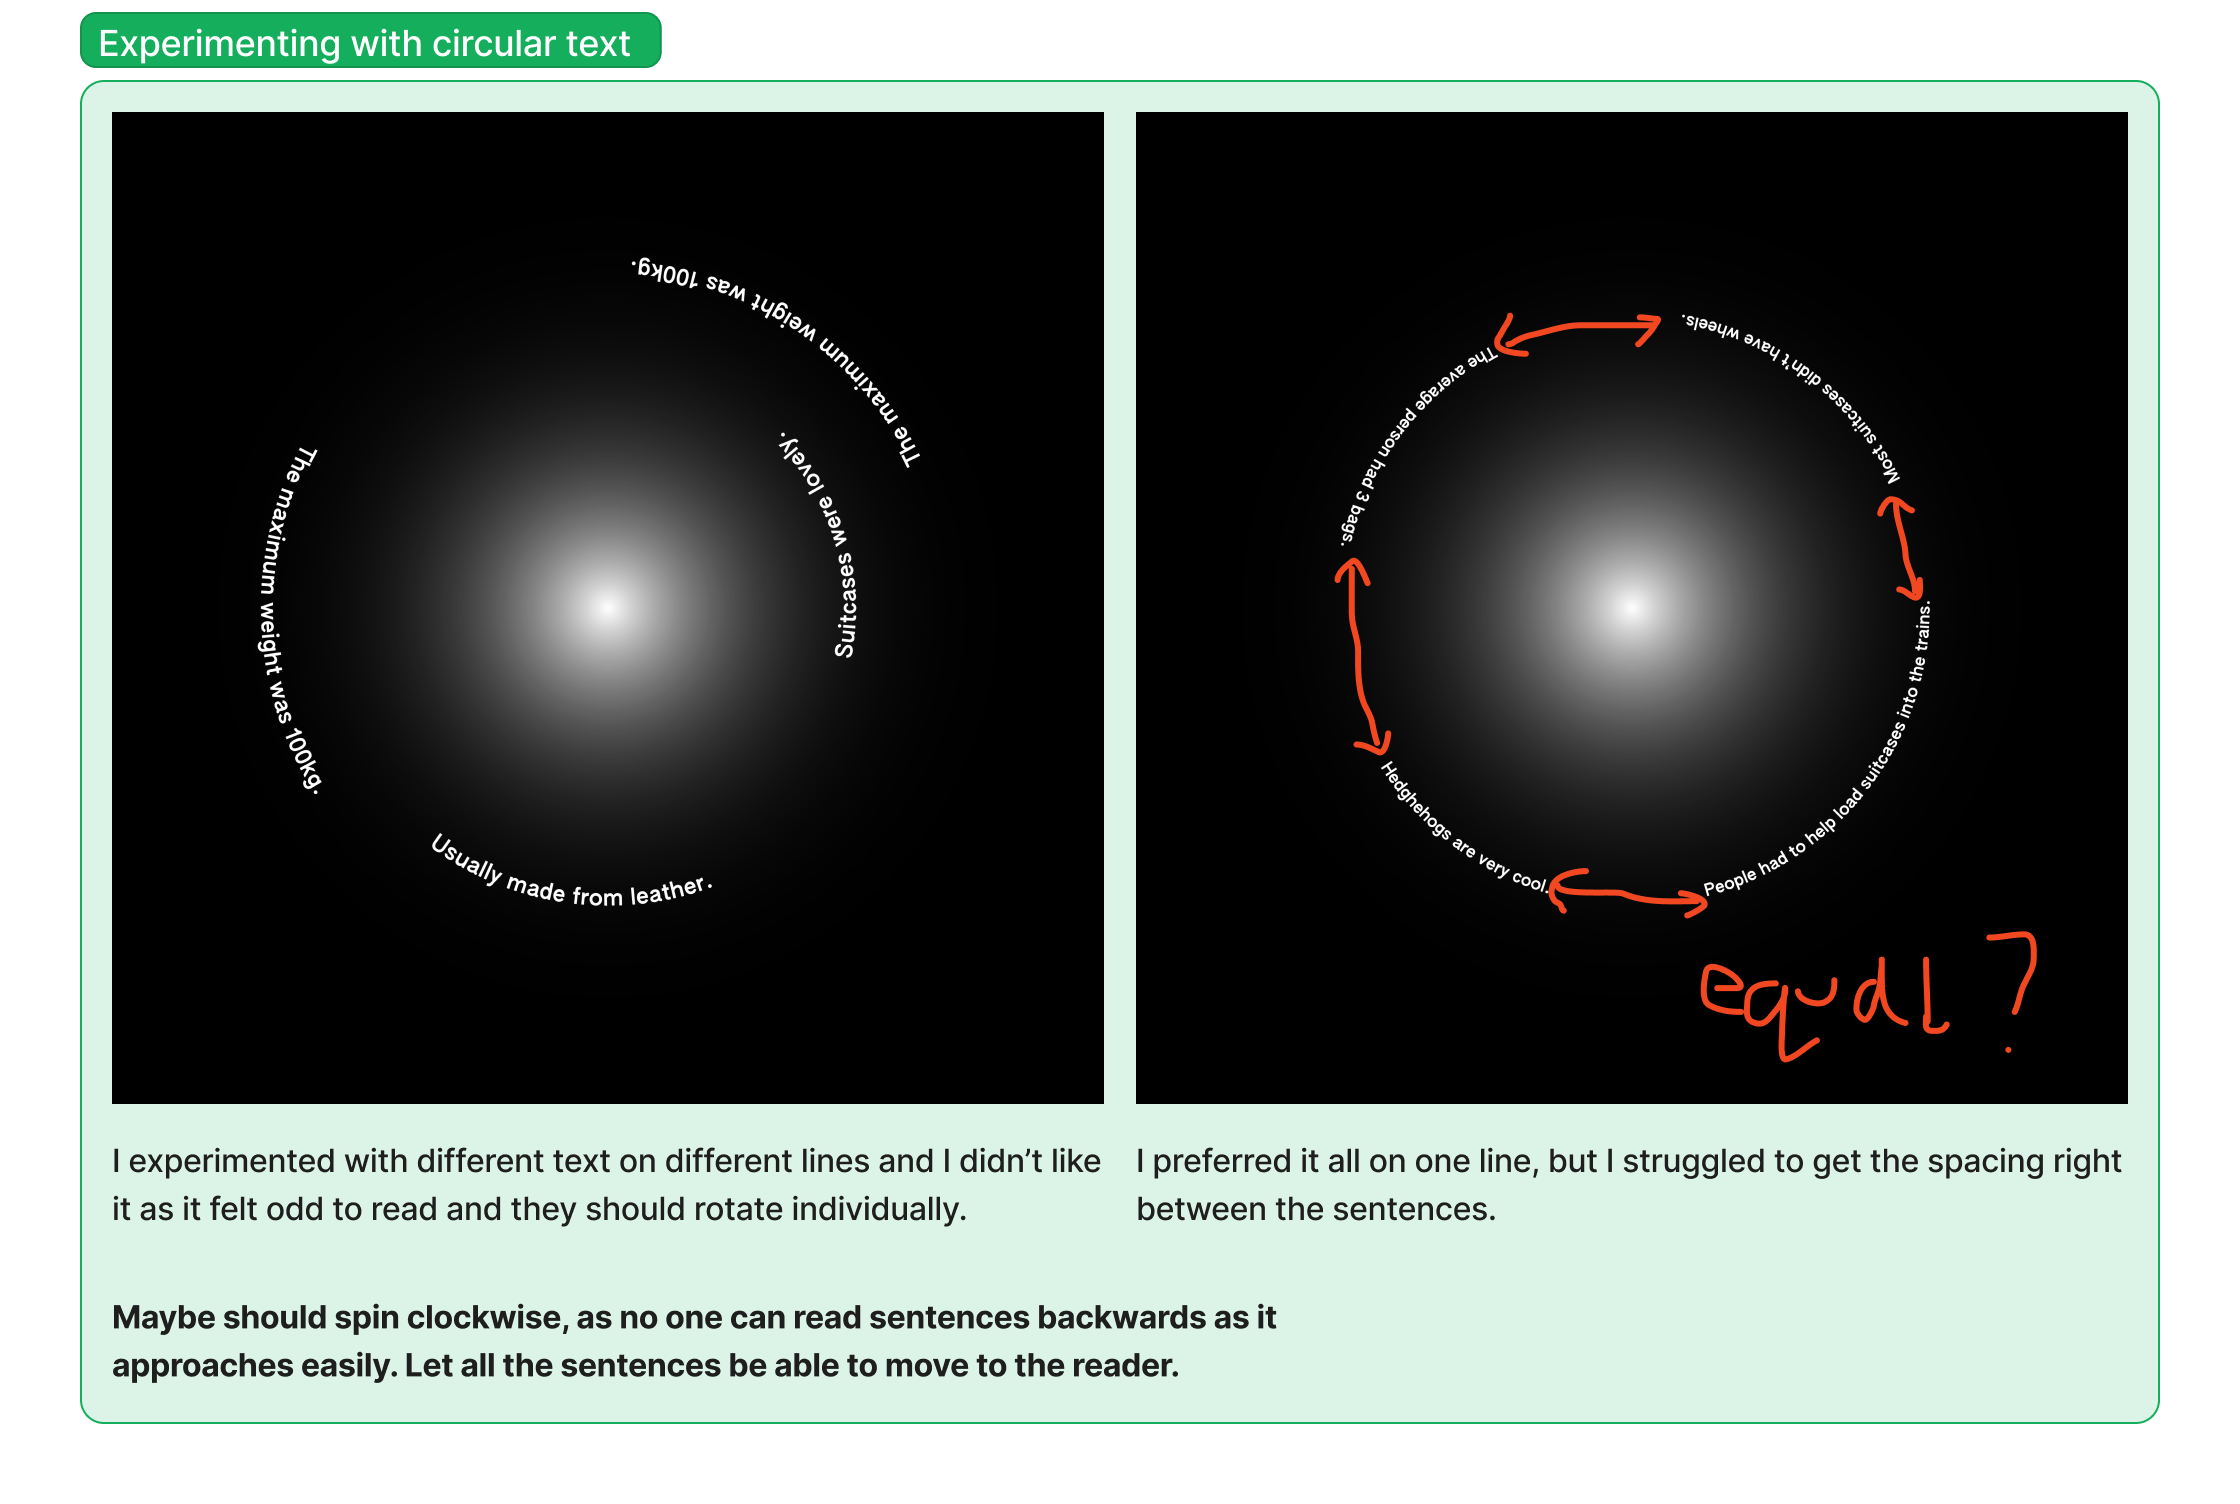 Experimenting with circular text
The maximum weight was 100kg.
Suitcases were lovely.
The maximum weight was 100kg.
Usually made from leather.
The average person had 3 bags.
Hedghehogs are very cool.
People had to help load suitcases into the trains.
Most suitcases didn't have wheels.
equal ?
I experimented with different text on different lines and I didn’t like
it as it felt odd to read and they should rotate individually.
I preferred it all on one line, but I struggled to get the spacing right
between the sentences.
Maybe should spin clockwise, as no one can read sentences backwards as it
approaches easily. Let all the sentences be able to move to the reader.